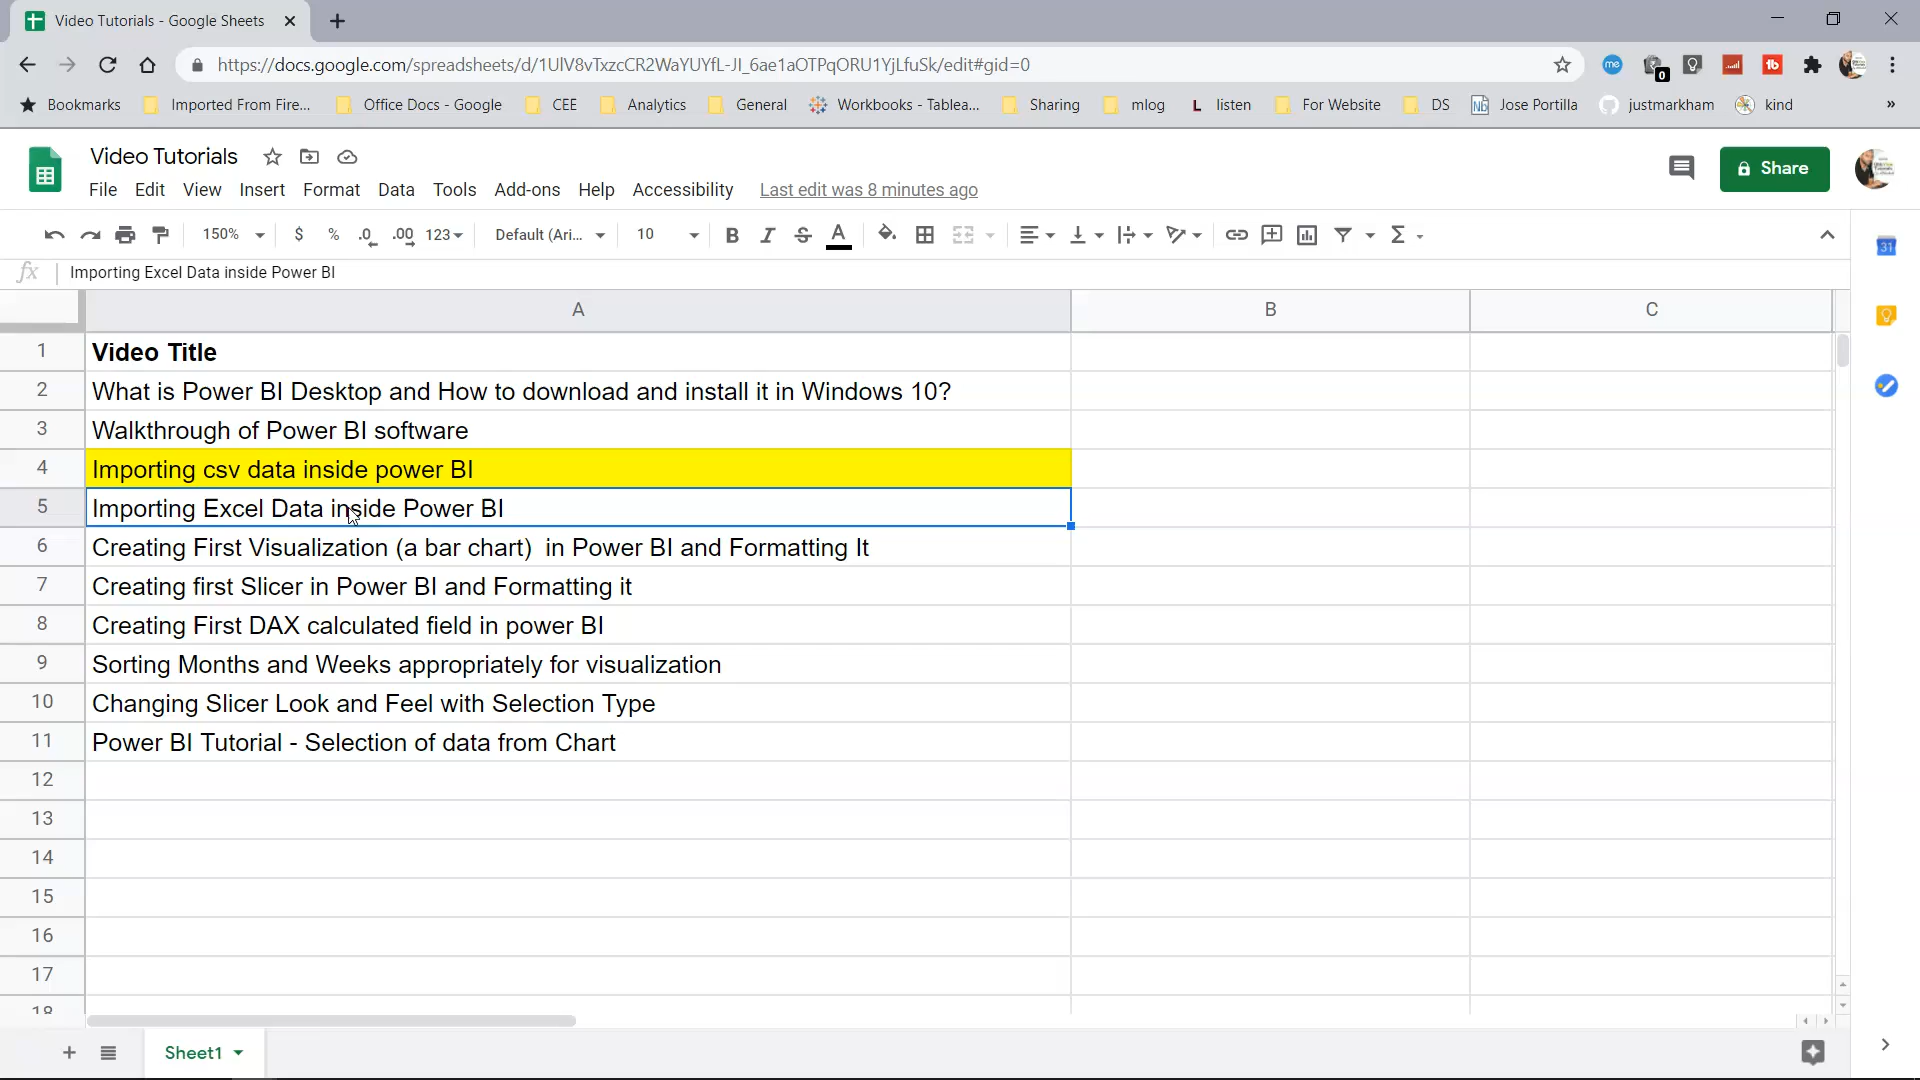 Video Tutorials - Google Sheets
https://docs.google.com/spreadsheets/d/1UlV8vTxzcCR2WaYUYfL-Jl_6ae1aOTPqORU1YjLfuSk/edit#gid=0
me 0 tb
Bookmarks Imported From Fire... Office Docs - Google CEE Analytics General Workbooks - Tablea... Sharing mlog L listen For Website DS Nb Jose Portilla justmarkham kind »
Video Tutorials
Share
File Edit View Insert Format Data Tools Add-ons Help Accessibility Last edit was 8 minutes ago
150% $ % .0 .00 123 Default (Ari... 10 B I S A Σ
31
fx Importing Excel Data inside Power BI
A B C
1 Video Title
2 What is Power BI Desktop and How to download and install it in Windows 10?
3 Walkthrough of Power BI software
4 Importing csv data inside power BI
5 Importing Excel Data inside Power BI
6 Creating First Visualization (a bar chart)  in Power BI and Formatting It
7 Creating first Slicer in Power BI and Formatting it
8 Creating First DAX calculated field in power BI
9 Sorting Months and Weeks appropriately for visualization
10 Changing Slicer Look and Feel with Selection Type
11 Power BI Tutorial - Selection of data from Chart
12
13
14
15
16
17
18
Sheet1